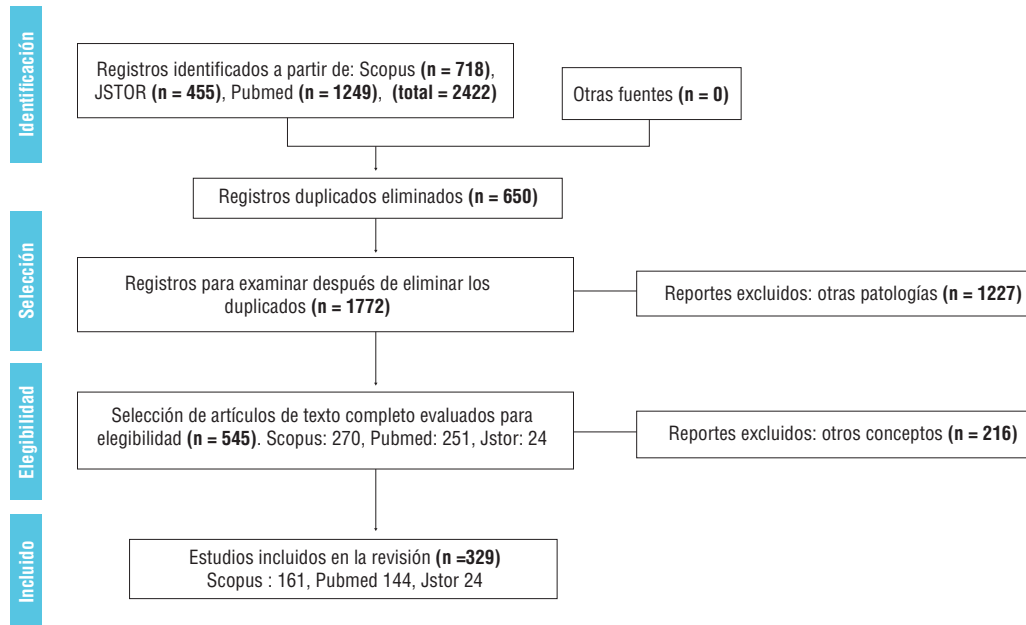 Identificación
Registros identificados a partir de: Scopus (n = 718),
JSTOR (n = 455), Pubmed (n = 1249), (total = 2422)
Otras fuentes (n = 0)
Registros duplicados eliminados (n = 650)
Selección
Registros para examinar después de eliminar los
duplicados (n = 1772)
Reportes excluidos: otras patologías (n = 1227)
Elegibilidad
Selección de artículos de texto completo evaluados para
elegibilidad (n = 545). Scopus: 270, Pubmed: 251, Jstor: 24
Reportes excluidos: otros conceptos (n = 216)
Incluido
Estudios incluidos en la revisión (n =329)
Scopus : 161, Pubmed 144, Jstor 24